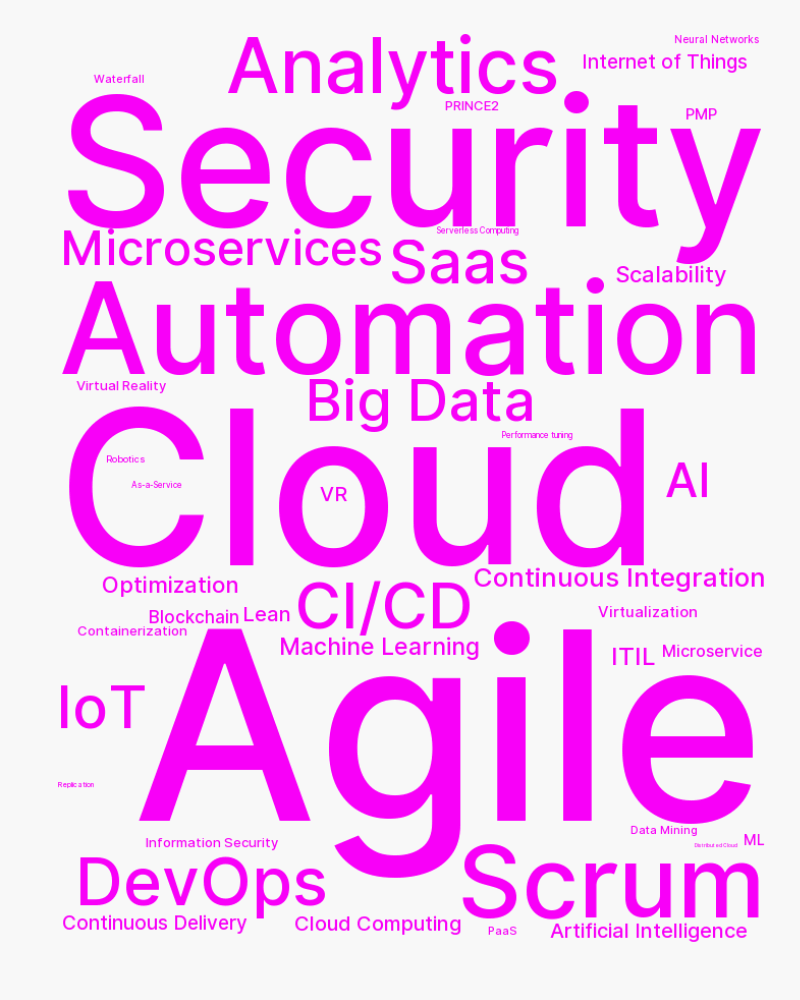 Neural Networks
Analytics
Internet of Things
Waterfall
PRINCE2
PMP
Security
Serverless Computing
Microservices
Saas
Scalability
Automation
Virtual Reality
Big Data
Performance tuning
Cloud
Robotics
As-a-Service
VR
AI
Continuous Integration
Optimization
CI/CD
Blockchain
Lean
Virtualization
Containerization
Machine Learning
ITIL
Microservice
IoT
Agile
Replication
Data Mining
Information Security
ML
Distributed Cloud
DevOps
Scrum
Continuous Delivery
Cloud Computing
PaaS
Artificial Intelligence